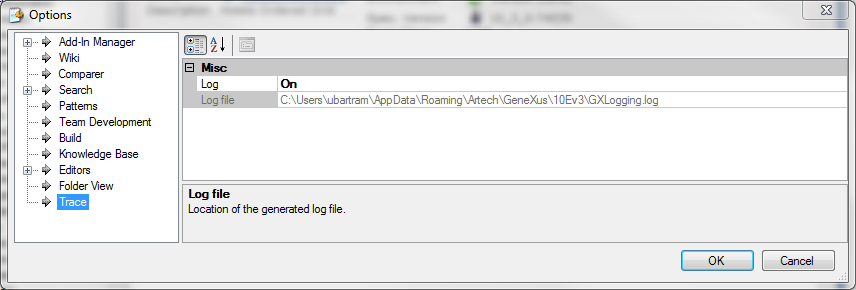 Options
Add-In Manager
Wiki
Comparer
Search
Patterns
Team Development
Build
Knowledge Base
Editors
Folder View
Trace
Misc
Log On
Log file C:\Users\ubartram\AppData\Roaming\Artech\GeneXus\10Ev3\GXLogging.log
Log file
Location of the generated log file.
OK Cancel